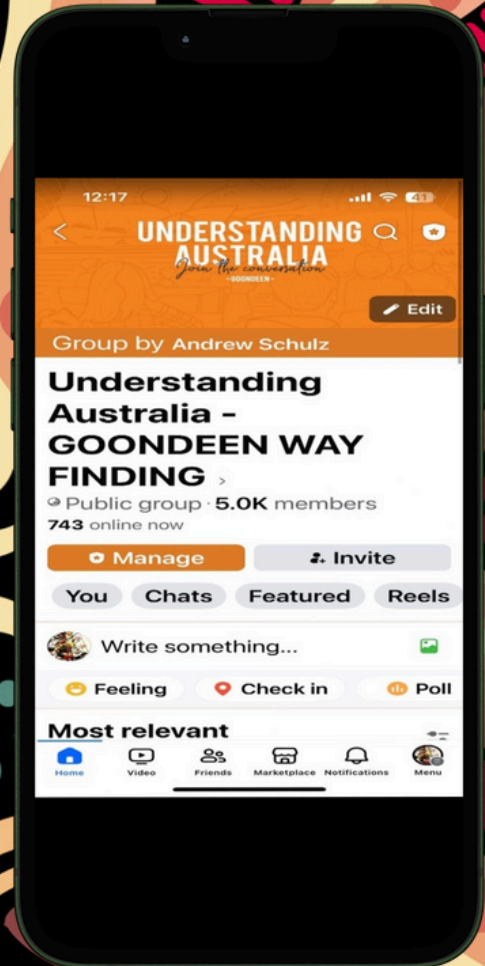 12:17
41
UNDERSTANDING
AUSTRALIA
Join the conversation
-GOONDEEN-
Edit
Group by Andrew Schulz
Understanding
Australia -
GOONDEEN WAY
FINDING
Public group · 5.0K members
743 online now
Manage
Invite
You
Chats
Featured
Reels
Write something...
Feeling
Check in
Poll
Most relevant
Home
Video
Friends
Marketplace
Notifications
Menu